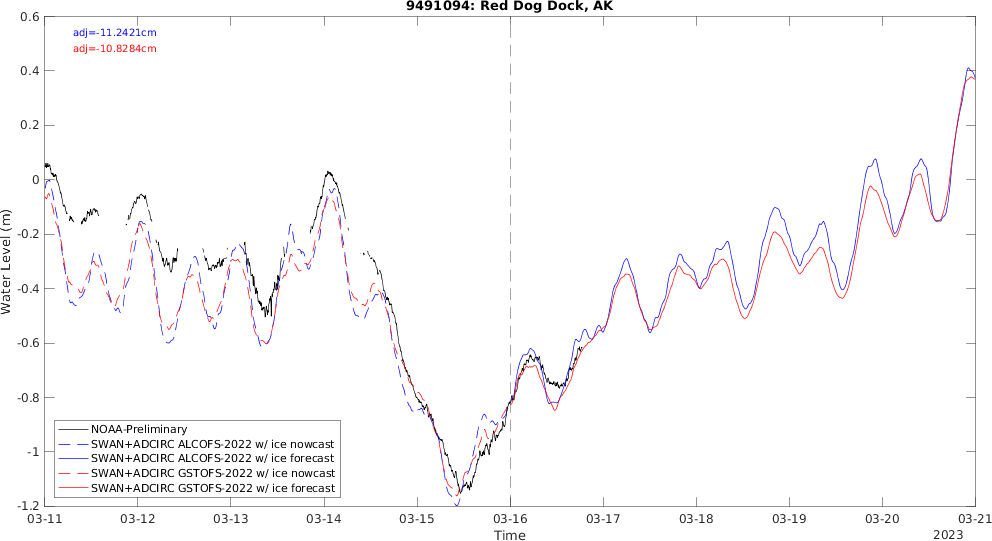 9491094: Red Dog Dock, AK
adj=-11.2421cm
adj=-10.8284cm
0.6
0.4
0.2
0
-0.2
-0.4
-0.6
-0.8
-1
-1.2
Water Level (m)
NOAA-Preliminary
SWAN+ADCIRC ALCOFS-2022 w/ ice nowcast
SWAN+ADCIRC ALCOFS-2022 w/ ice forecast
SWAN+ADCIRC GSTOFS-2022 w/ ice nowcast
SWAN+ADCIRC GSTOFS-2022 w/ ice forecast
03-11 03-12 03-13 03-14 03-15 03-16 03-17 03-18 03-19 03-20 03-21
Time
2023